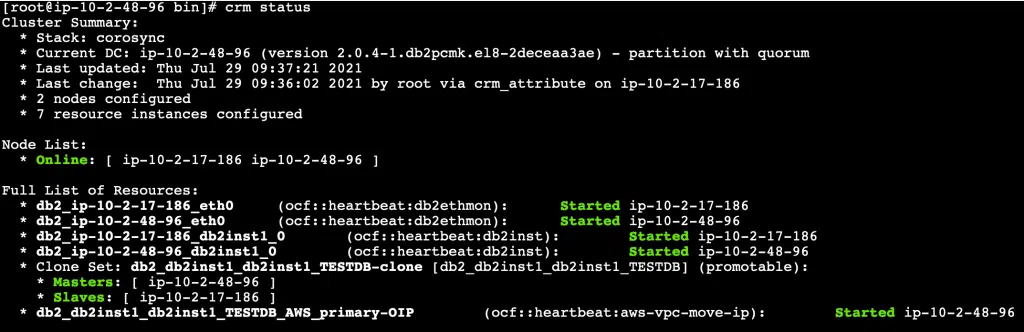 [root@ip-10-2-48-96 bin]# crm status
Cluster Summary:
* Stack: corosync
* Current DC: ip-10-2-48-96 (version 2.0.4-1.db2pcmk.el8-2deceaa3ae) - partition with quorum
* Last updated: Thu Jul 29 09:37:21 2021
* Last change:  Thu Jul 29 09:36:02 2021 by root via crm_attribute on ip-10-2-17-186
* 2 nodes configured
* 7 resource instances configured
Node List:
* Online: [ ip-10-2-17-186 ip-10-2-48-96 ]
Full List of Resources:
* db2_ip-10-2-17-186_eth0 (ocf::heartbeat:db2ethmon): Started ip-10-2-17-186
* db2_ip-10-2-48-96_eth0 (ocf::heartbeat:db2ethmon): Started ip-10-2-48-96
* db2_ip-10-2-17-186_db2inst1_0 (ocf::heartbeat:db2inst): Started ip-10-2-17-186
* db2_ip-10-2-48-96_db2inst1_0 (ocf::heartbeat:db2inst): Started ip-10-2-48-96
* Clone Set: db2_db2inst1_db2inst1_TESTDB-clone [db2_db2inst1_db2inst1_TESTDB] (promotable):
* Masters: [ ip-10-2-48-96 ]
* Slaves: [ ip-10-2-17-186 ]
* db2_db2inst1_db2inst1_TESTDB_AWS_primary-OIP (ocf::heartbeat:aws-vpc-move-ip): Started ip-10-2-48-96